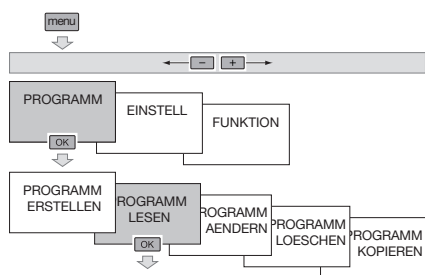 menu
− +
PROGRAMM
EINSTELL
FUNKTION
OK
PROGRAMM
ERSTELLEN
ROGRAMM
LESEN
ROGRAMM
AENDERN
PROGRAMM
LOESCHEN
PROGRAMM
KOPIEREN
OK